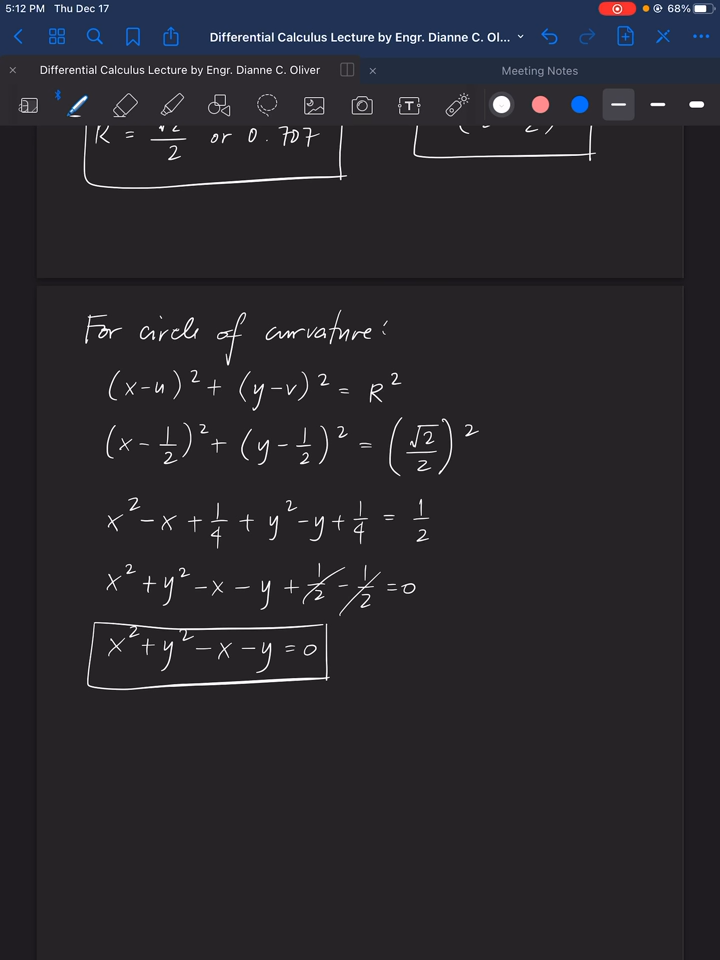 5:12 PM Thu Dec 17
68%
Differential Calculus Lecture by Engr. Dianne C. Ol...
Differential Calculus Lecture by Engr. Dianne C. Oliver
Meeting Notes
R = √2/2 or 0.707
For circle of curvature:
(x-u)² + (y-v)² = R²
(x - 1/2)² + (y - 1/2)² = (√2/2)²
x² - x + 1/4 + y² - y + 1/4 = 1/2
x² + y² - x - y + 1/2 - 1/2 = 0
x² + y² - x - y = 0